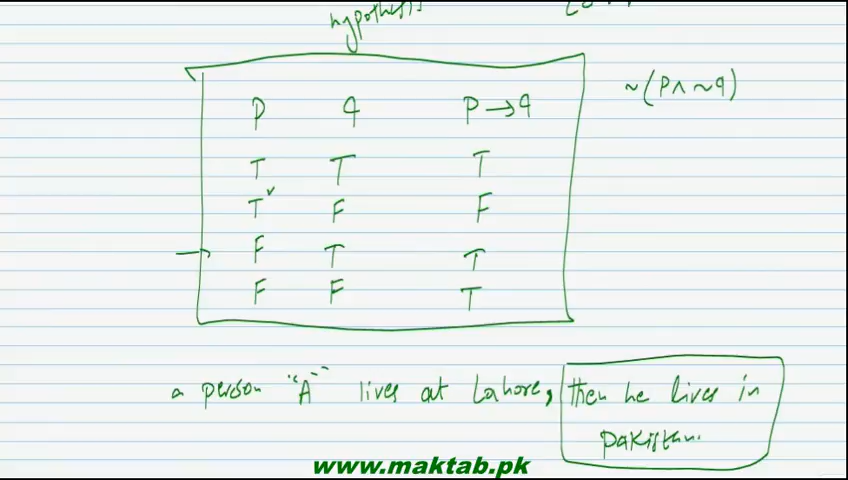 hypothesis
p q p → q ~(p ∧ ~q)
T T T
T F F
F T T
F F T
a person "A" lives at Lahore, then he lives in
pakistan.
www.maktab.pk